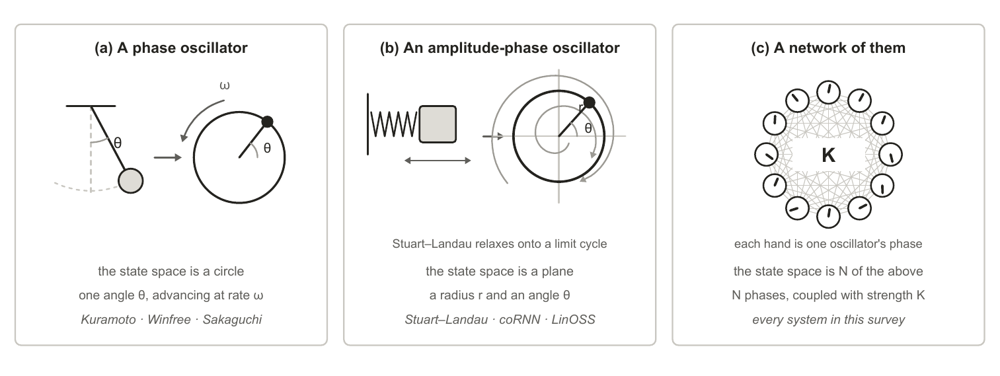 (a) A phase oscillator
ω
θ
θ
the state space is a circle
one angle θ, advancing at rate ω
Kuramoto · Winfree · Sakaguchi
(b) An amplitude-phase oscillator
r
θ
Stuart–Landau relaxes onto a limit cycle
the state space is a plane
a radius r and an angle θ
Stuart–Landau · coRNN · LinOSS
(c) A network of them
K
each hand is one oscillator's phase
the state space is N of the above
N phases, coupled with strength K
every system in this survey